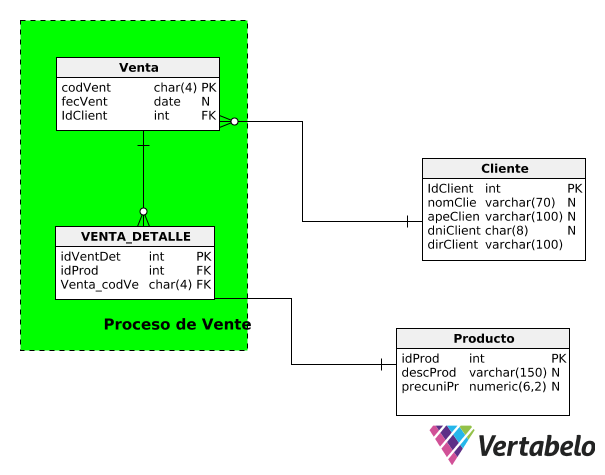 Venta
codVent char(4) PK
fecVent date N
IdClient int FK
Cliente
IdClient int PK
nomClie varchar(70) N
apeClien varchar(100) N
dniClient char(8) N
dirClient varchar(100)
VENTA_DETALLE
idVentDet int PK
idProd int FK
Venta_codVe char(4) FK
Proceso de Vente
Producto
idProd int PK
descProd varchar(150) N
precuniPr numeric(6,2) N
Vertabelo